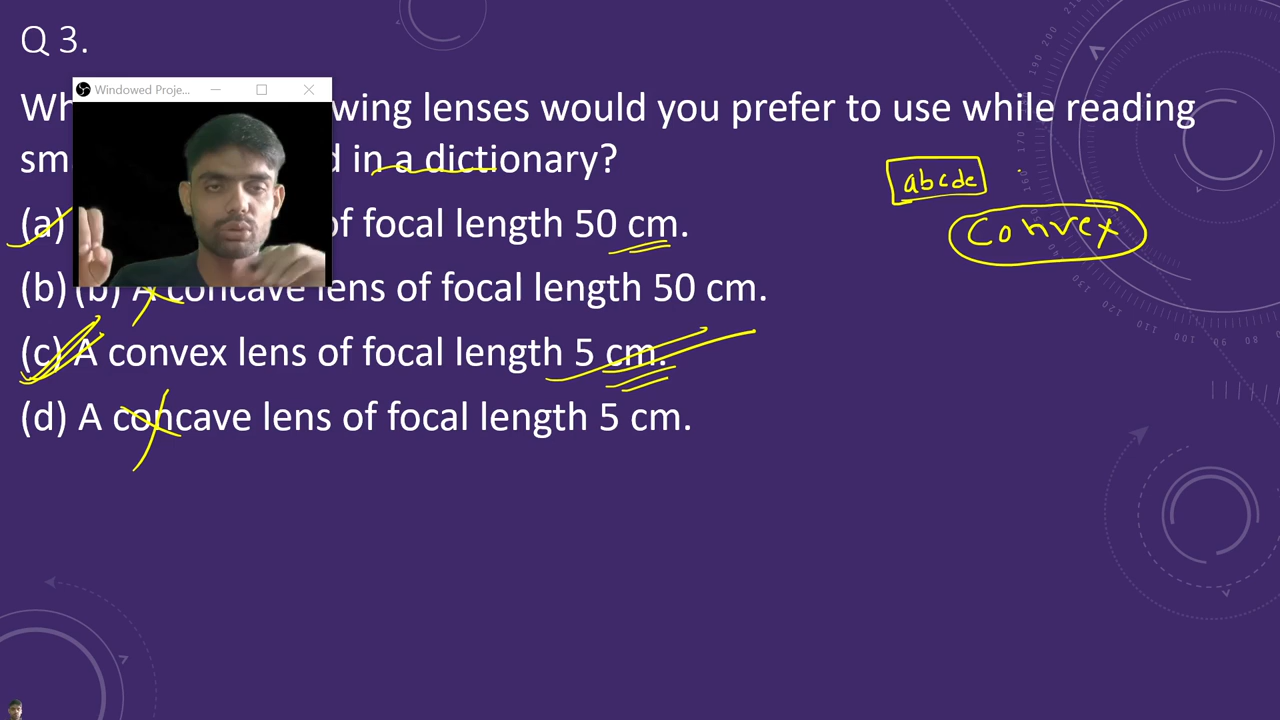 Q 3.
Windowed Proje...
Wh wing lenses would you prefer to use while reading
sm d in a dictionary?
abcde
(a) of focal length 50 cm.
Convex
(b) (b) A concave lens of focal length 50 cm.
(c) A convex lens of focal length 5 cm.
(d) A concave lens of focal length 5 cm.